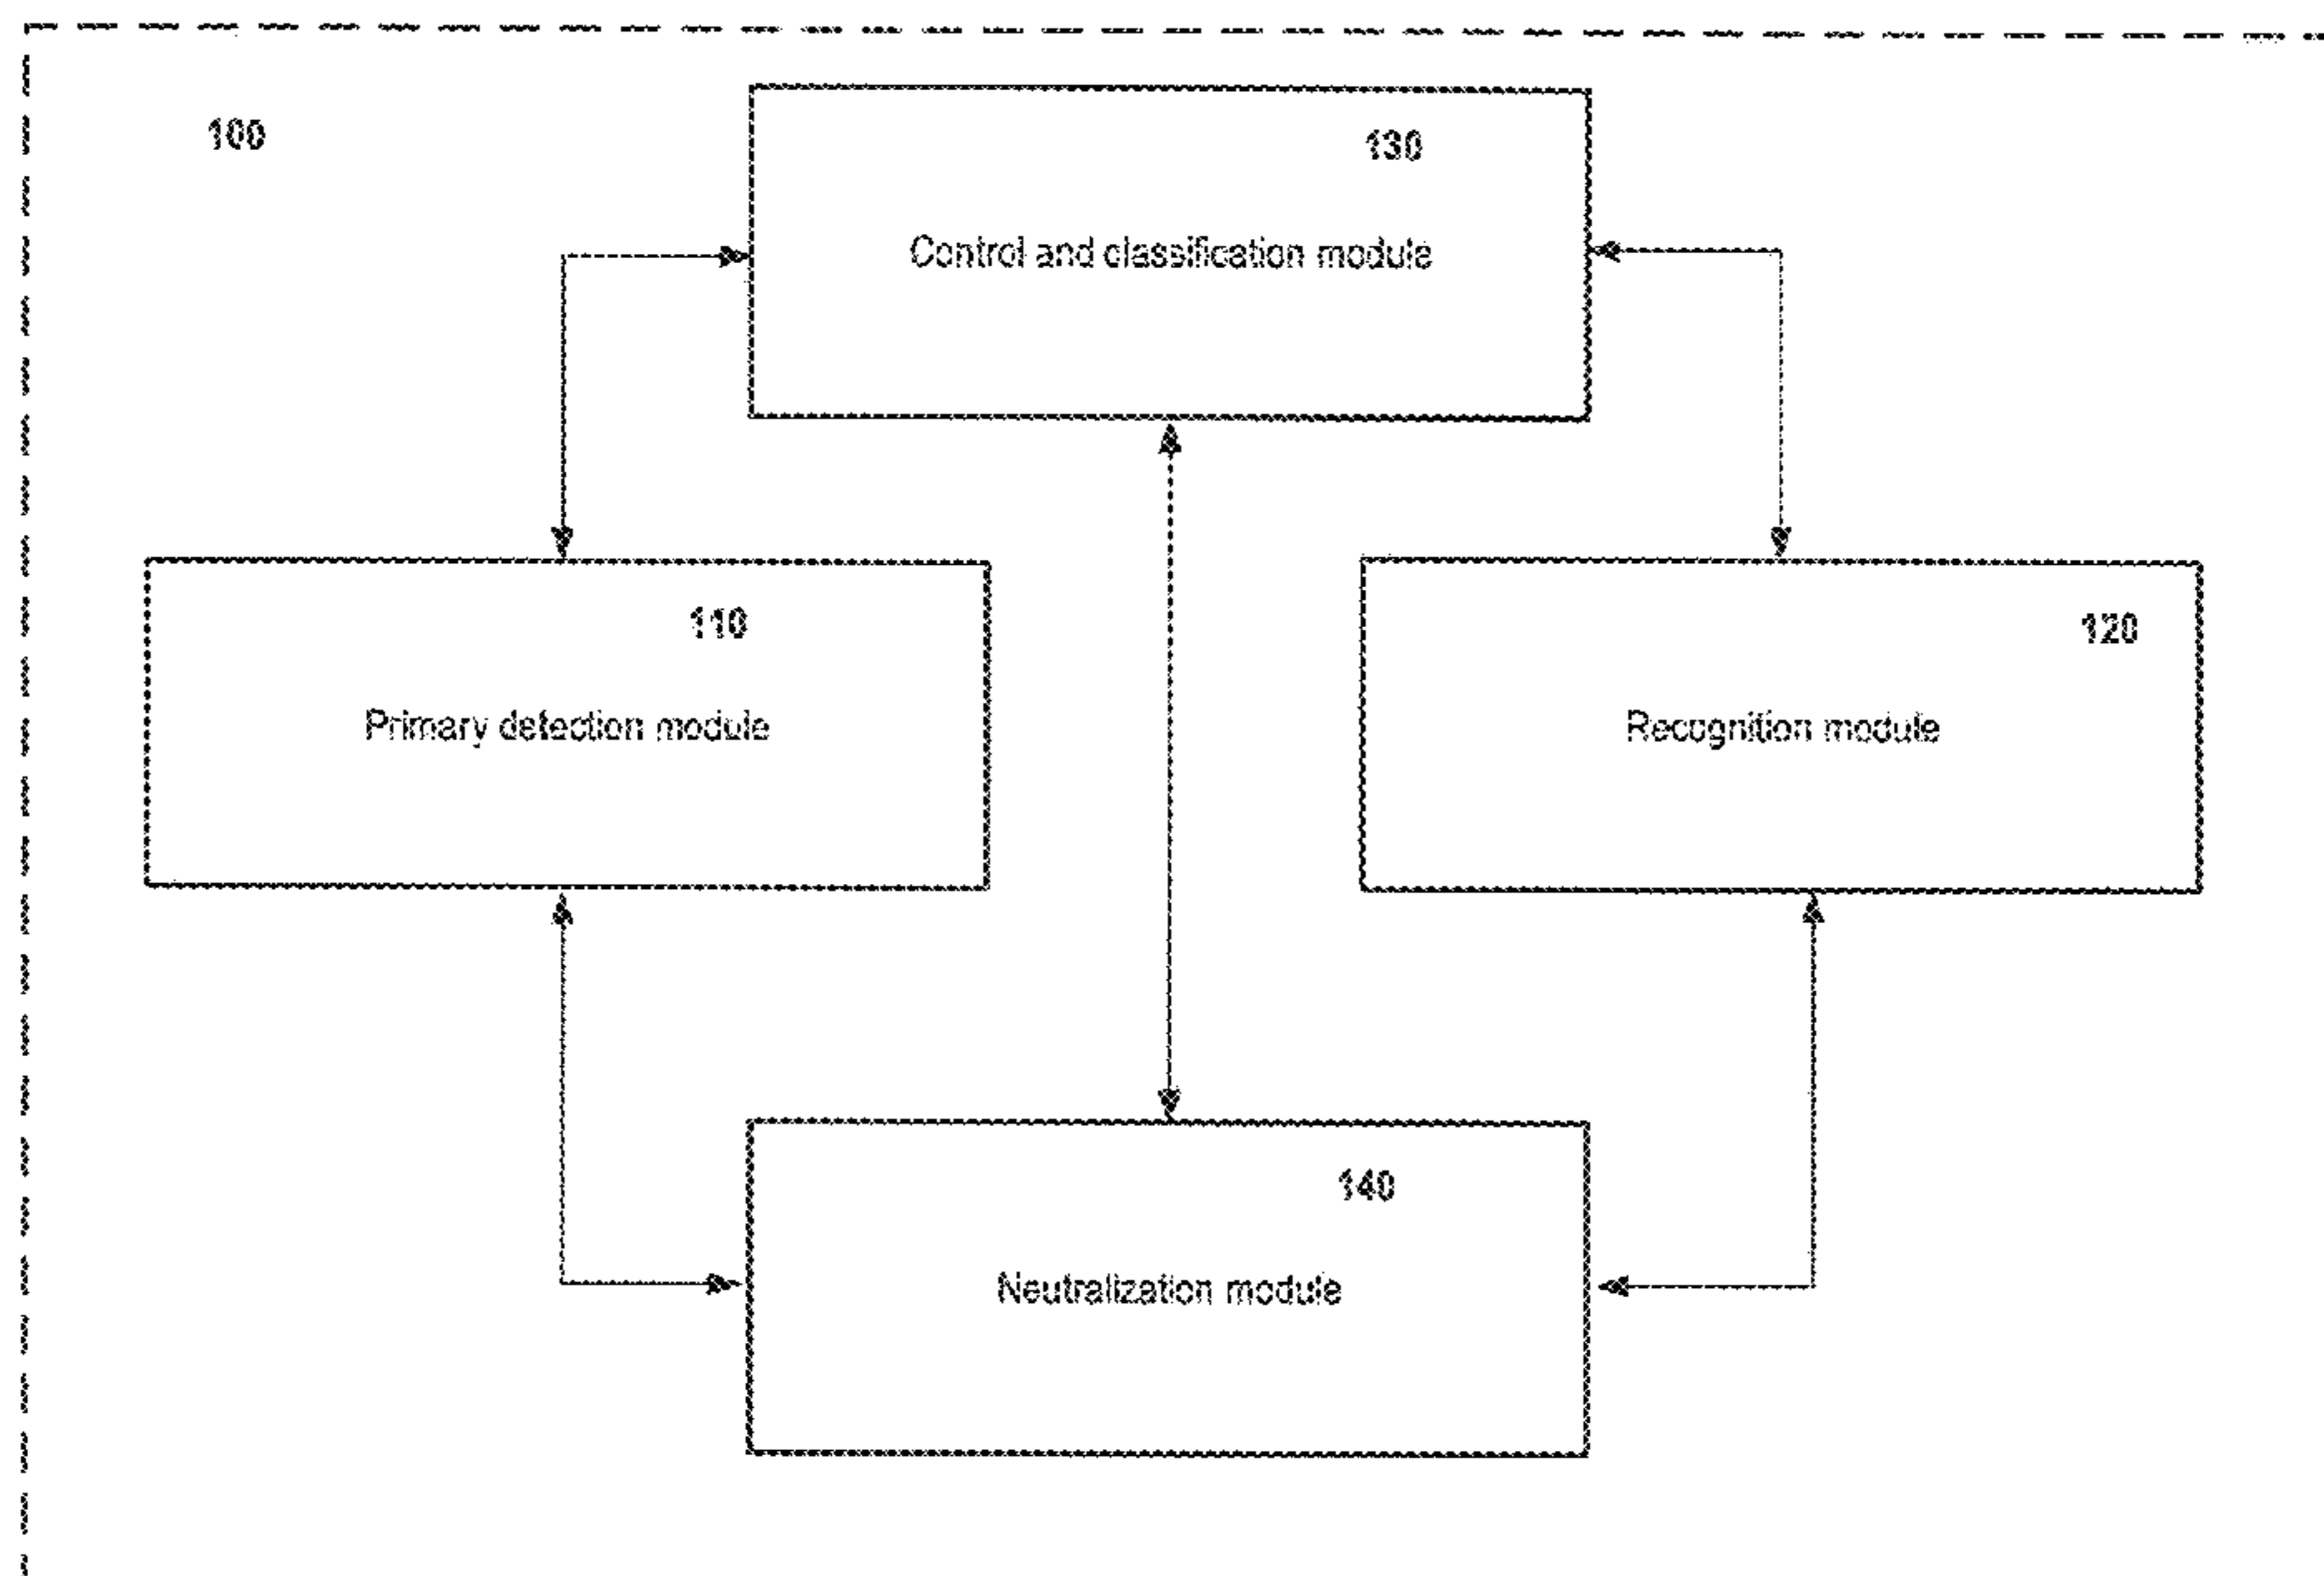 100
130
Control and classification module
110
Primary detection module
120
Recognition module
140
Neutralization module